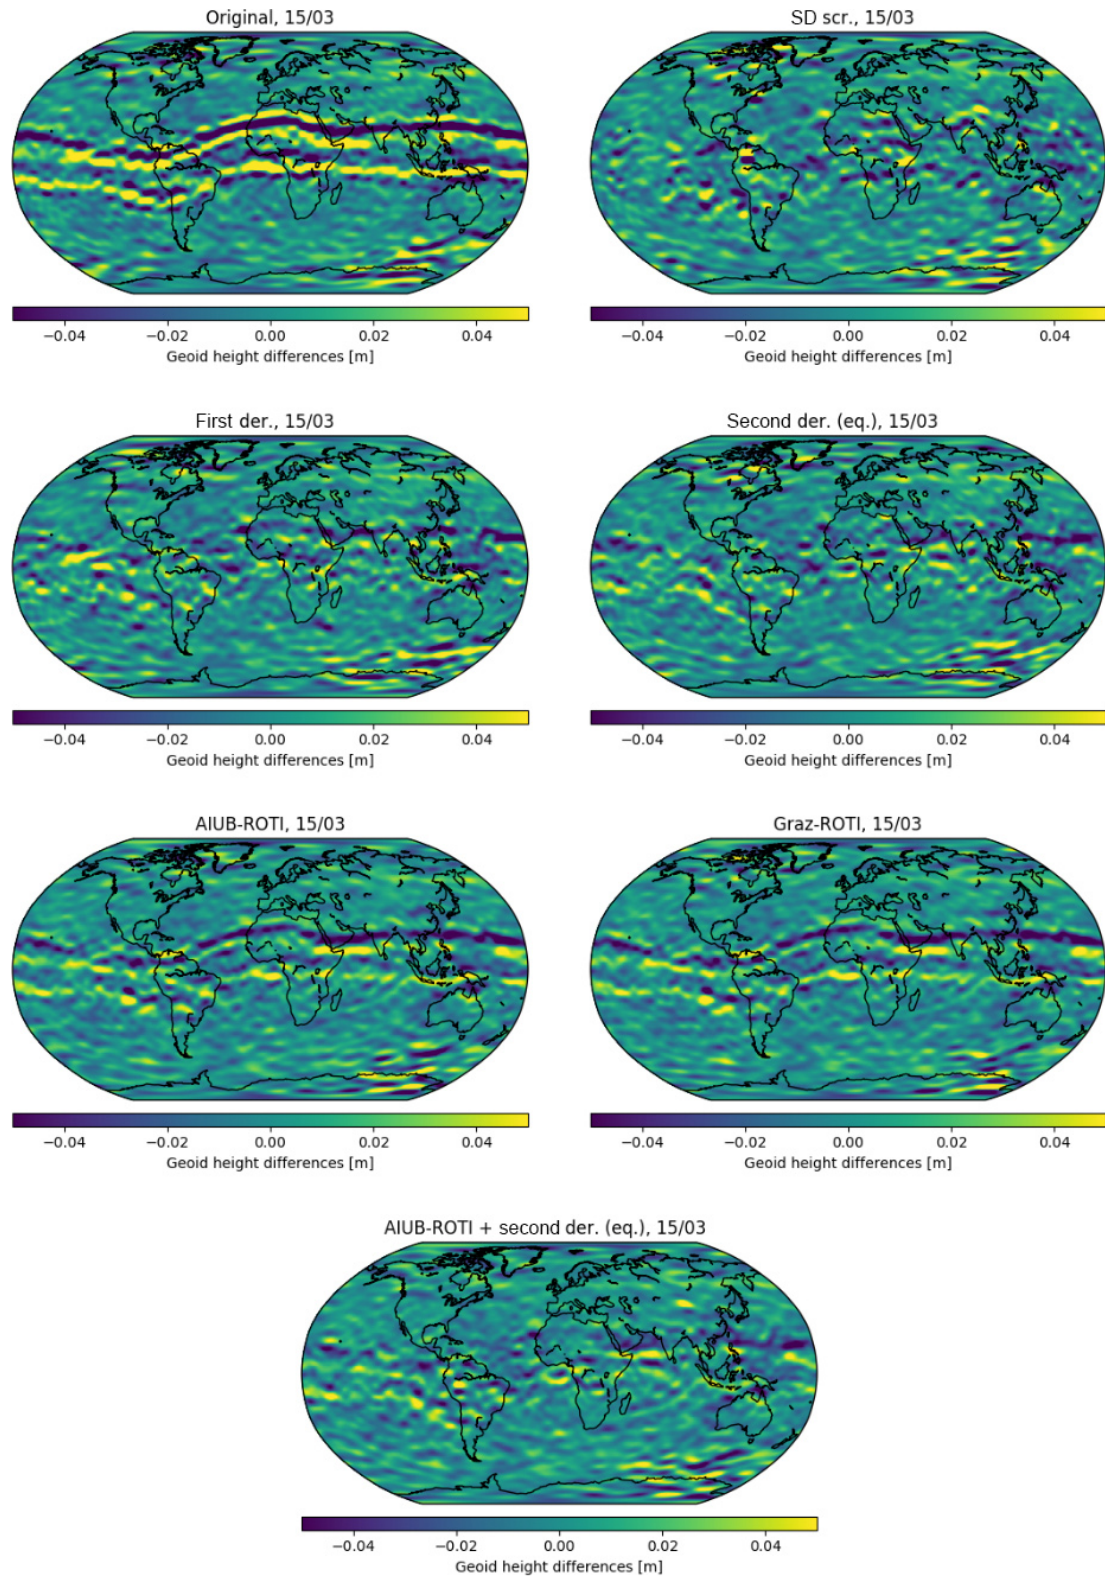 Original, 15/03
SD scr., 15/03
−0.04 −0.02 0.00 0.02 0.04
Geoid height differences [m]
−0.04 −0.02 0.00 0.02 0.04
Geoid height differences [m]
First der., 15/03
Second der. (eq.), 15/03
−0.04 −0.02 0.00 0.02 0.04
Geoid height differences [m]
−0.04 −0.02 0.00 0.02 0.04
Geoid height differences [m]
AIUB-ROTI, 15/03
Graz-ROTI, 15/03
−0.04 −0.02 0.00 0.02 0.04
Geoid height differences [m]
−0.04 −0.02 0.00 0.02 0.04
Geoid height differences [m]
AIUB-ROTI + second der. (eq.), 15/03
−0.04 −0.02 0.00 0.02 0.04
Geoid height differences [m]